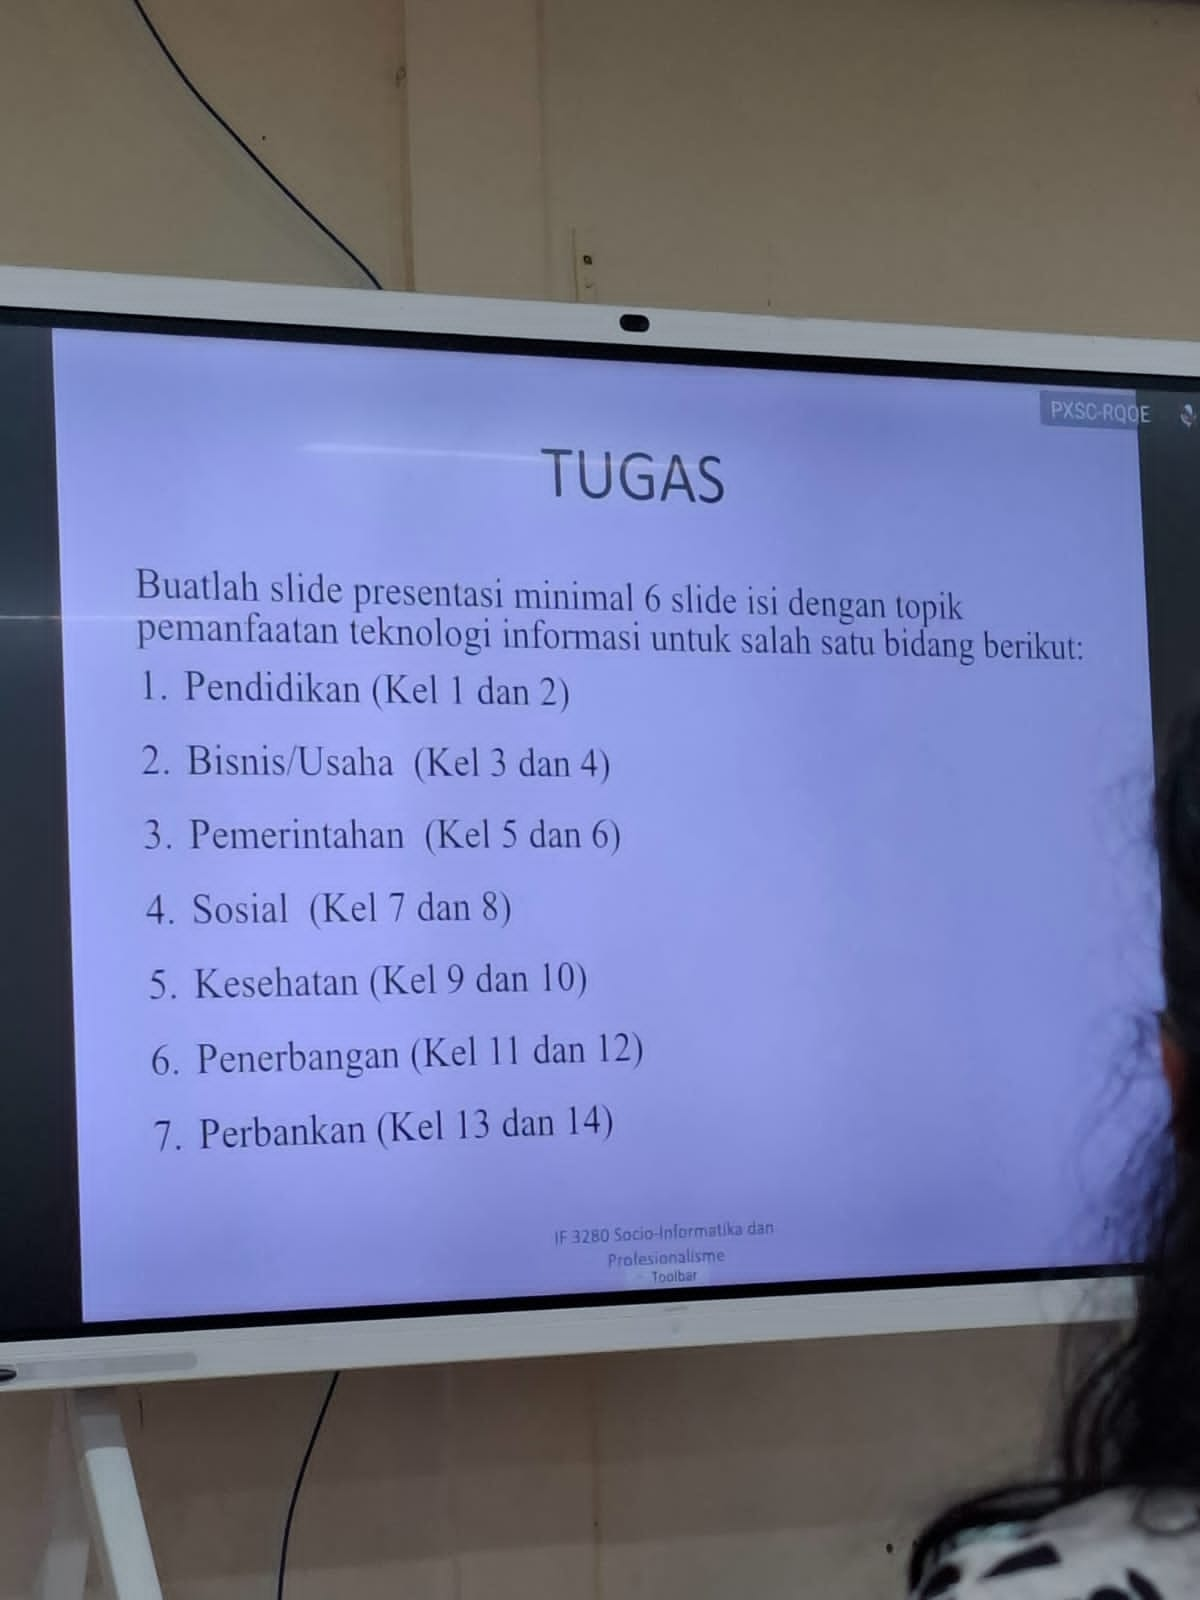 PXSC-RQOE
TUGAS
Buatlah slide presentasi minimal 6 slide isi dengan topik
pemanfaatan teknologi informasi untuk salah satu bidang berikut:
1. Pendidikan (Kel 1 dan 2)
2. Bisnis/Usaha (Kel 3 dan 4)
3. Pemerintahan (Kel 5 dan 6)
4. Sosial (Kel 7 dan 8)
5. Kesehatan (Kel 9 dan 10)
6. Penerbangan (Kel 11 dan 12)
7. Perbankan (Kel 13 dan 14)
IF 3280 Socio-Informatika dan
Profesionalisme
Toolbar